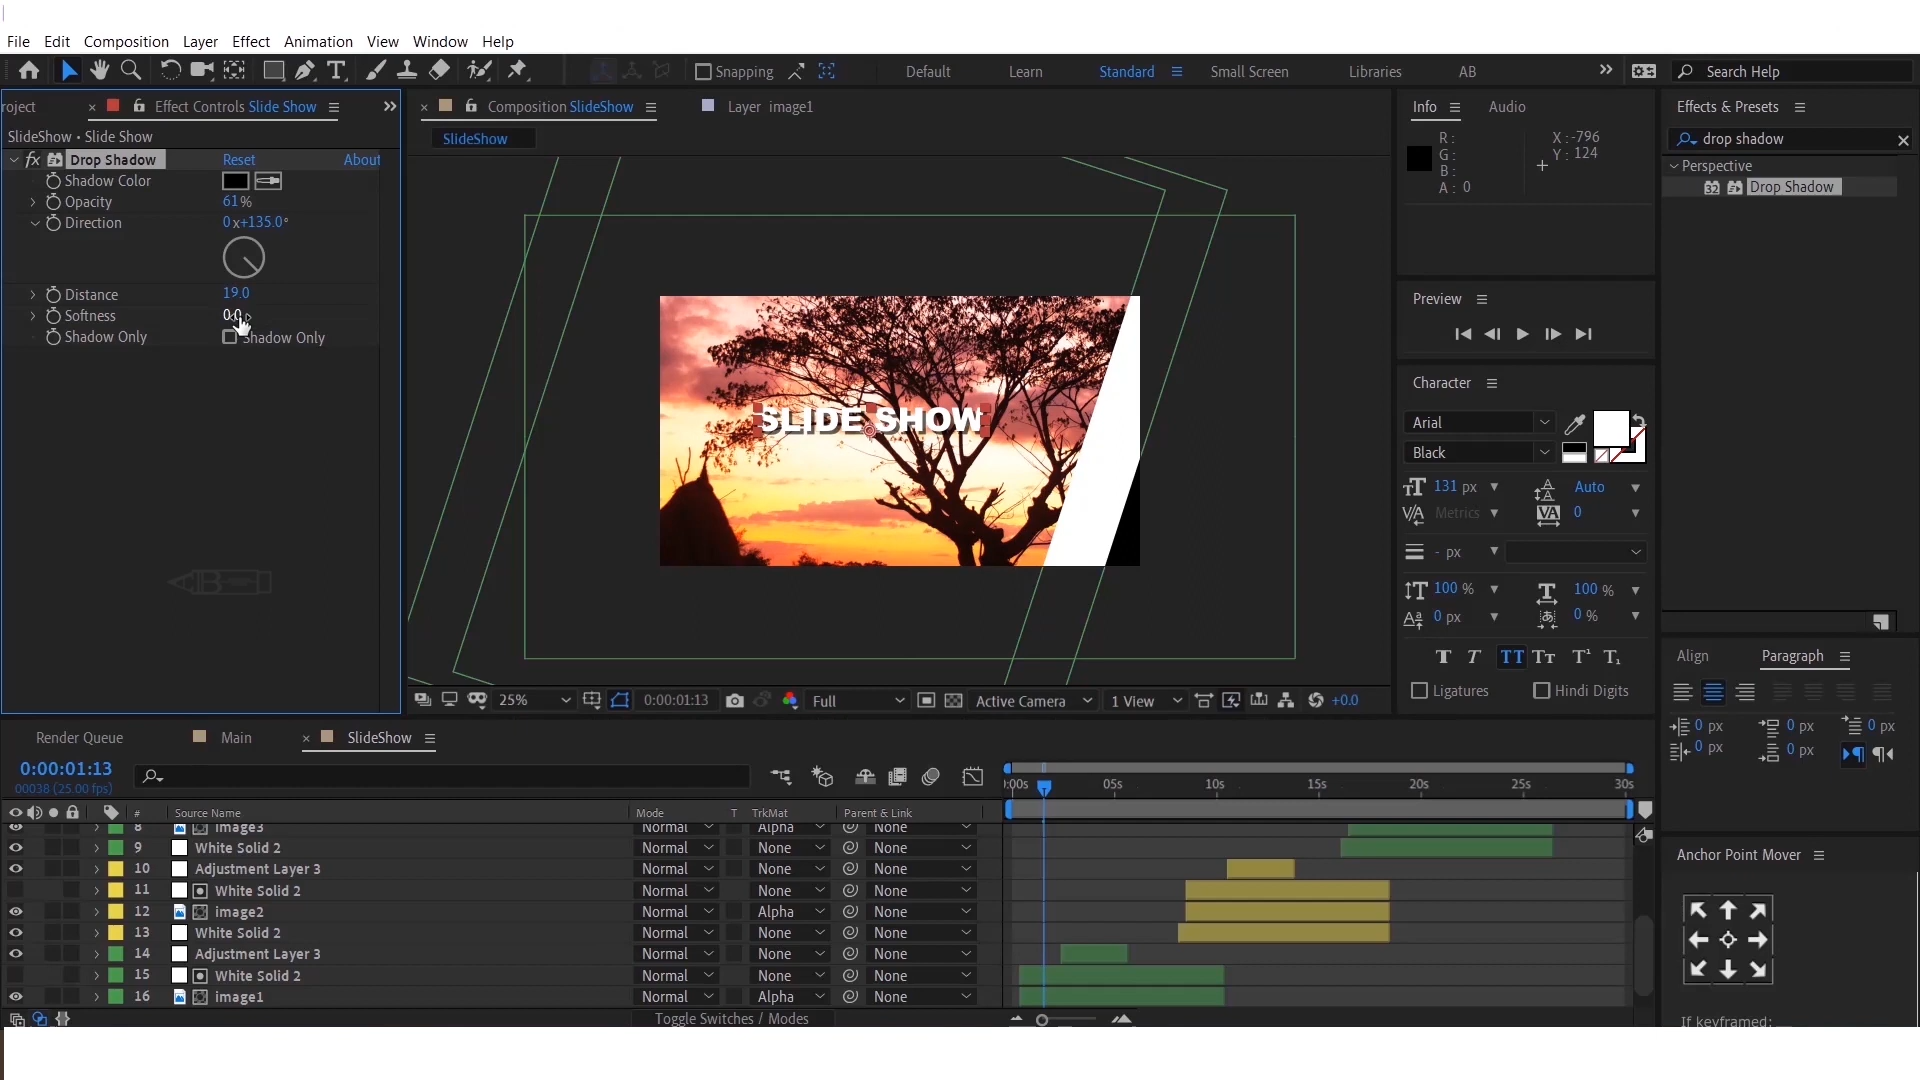 File Edit Composition Layer Effect Animation View Window Help
Snapping Default Learn Standard Small Screen Libraries AB Search Help
roject Effect Controls Slide Show
SlideShow • Slide Show
fx Drop Shadow Reset About
Shadow Color
Opacity 61%
Direction 0x+135.0°
Distance 19.0
Softness
Shadow Only Shadow Only
Composition SlideShow Layer image1
SlideShow
SLIDE SHOW
25% 0:00:01:13 Full Active Camera 1 View +0.0
Info Audio
R: X: -796
G: Y: 124
B:
A: 0
Preview
Character
Arial
Black
131 px Auto
Metrics 0
- px
100 % 100 %
0 px 0 %
Ligatures Hindi Digits
Effects & Presets
drop shadow
Perspective
32 Drop Shadow
Align Paragraph
0 px 0 px 0 px
0 px 0 px
Anchor Point Mover
If keyframed:
Render Queue Main SlideShow
0:00:01:13
00038 (25.00 fps)
# Source Name Mode T TrkMat Parent & Link
:00s 05s 10s 15s 20s 25s 30s
8 image3 Normal Alpha None
9 White Solid 2 Normal None None
10 Adjustment Layer 3 Normal None None
11 White Solid 2 Normal None None
12 image2 Normal Alpha None
13 White Solid 2 Normal None None
14 Adjustment Layer 3 Normal None None
15 White Solid 2 Normal None None
16 image1 Normal Alpha None
Toggle Switches / Modes